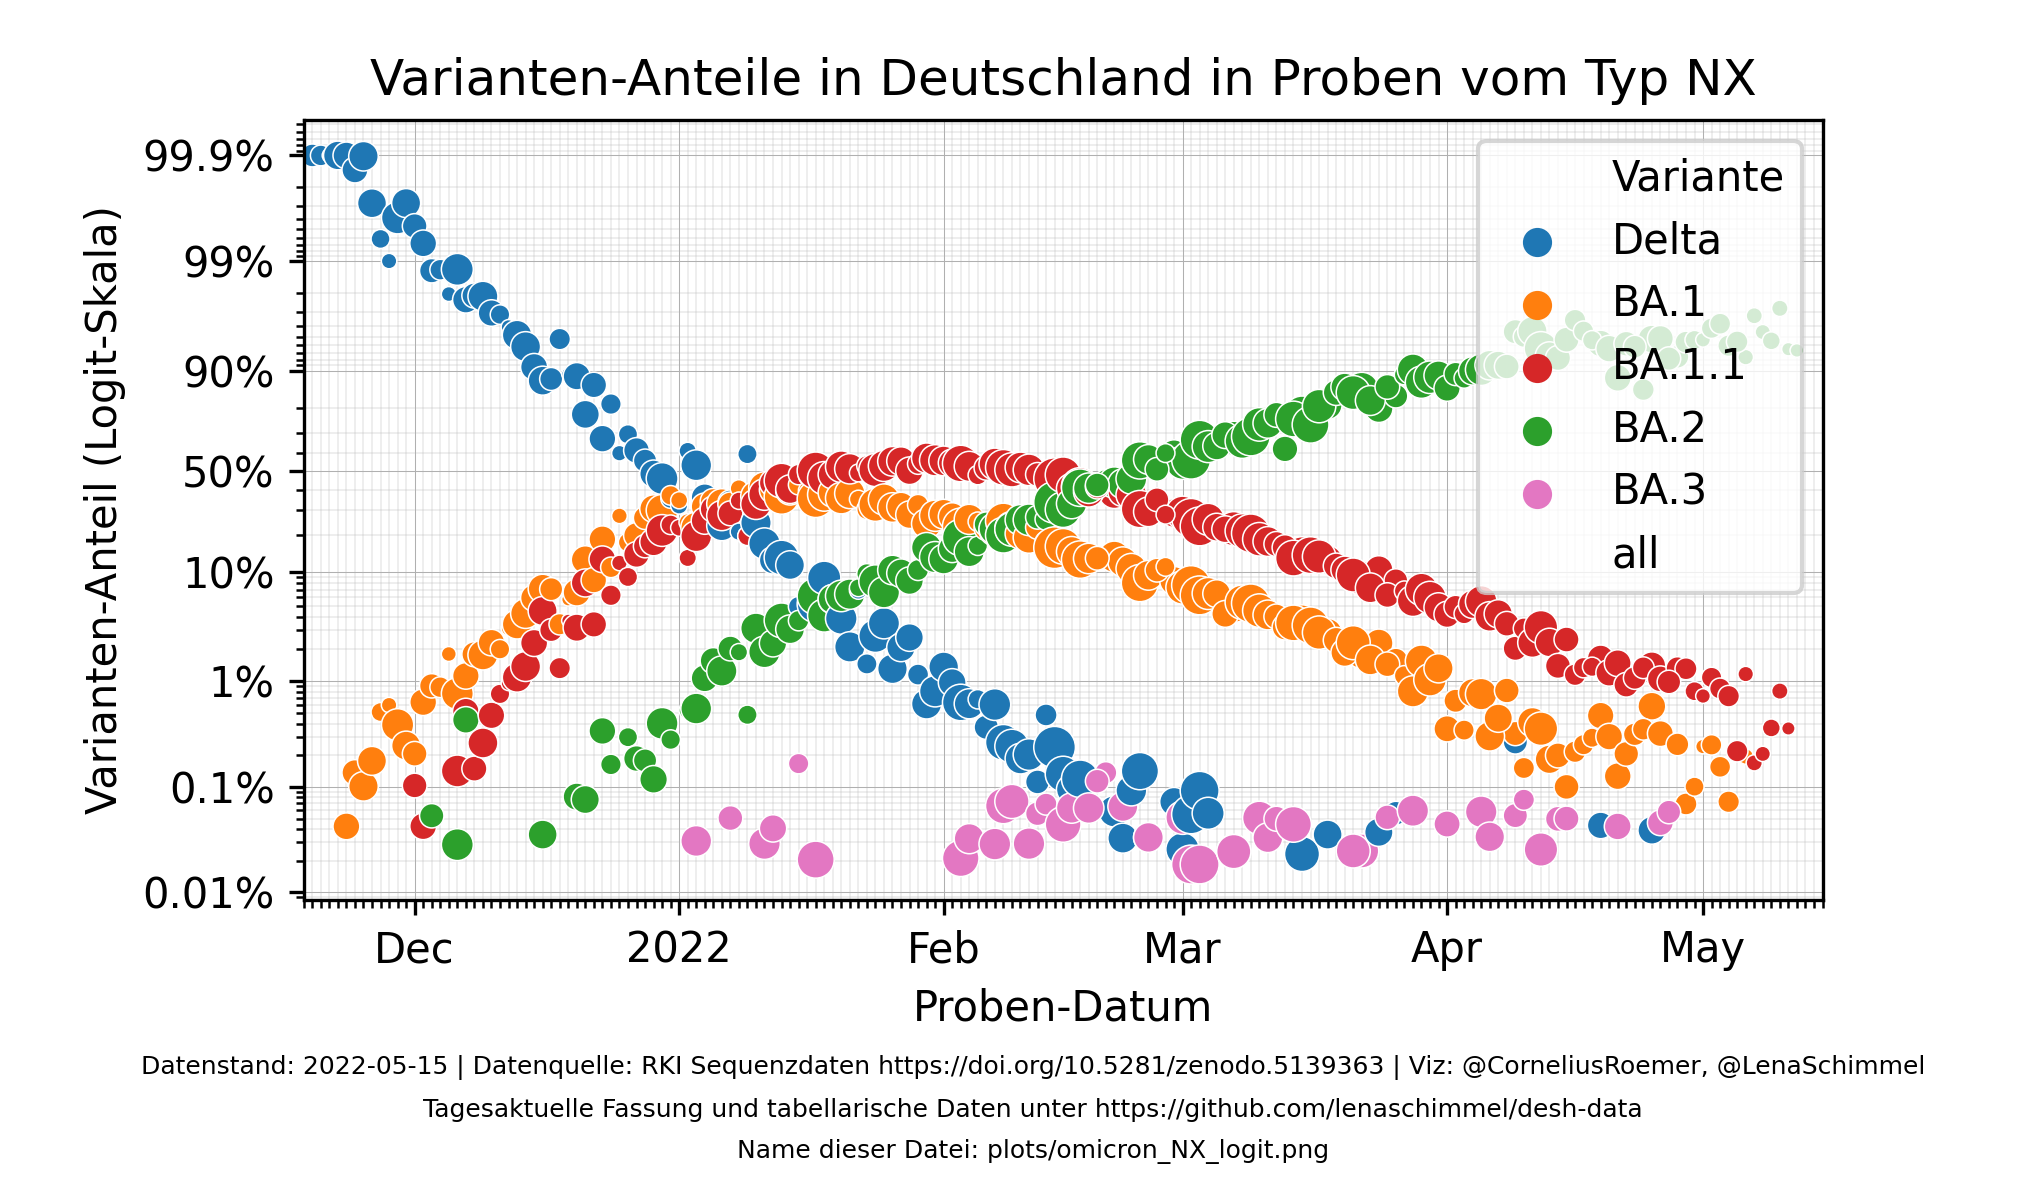 Varianten-Anteile in Deutschland in Proben vom Typ NX
Varianten-Anteil (Logit-Skala)
99.9%
99%
90%
50%
10%
1%
0.1%
0.01%
Variante
Delta
BA.1
BA.1.1
BA.2
BA.3
all
Dec
2022
Feb
Mar
Apr
May
Proben-Datum
Datenstand: 2022-05-15 | Datenquelle: RKI Sequenzdaten https://doi.org/10.5281/zenodo.5139363 | Viz: @CorneliusRoemer, @LenaSchimmel
Tagesaktuelle Fassung und tabellarische Daten unter https://github.com/lenaschimmel/desh-data
Name dieser Datei: plots/omicron_NX_logit.png